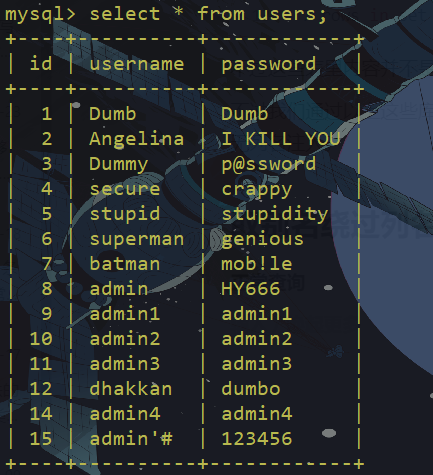 mysql> select * from users;
+----+----------+------------+
| id | username | password   |
+----+----------+------------+
|  1 | Dumb     | Dumb       |
|  2 | Angelina | I KILL YOU |
|  3 | Dummy    | p@ssword   |
|  4 | secure   | crappy     |
|  5 | stupid   | stupidity  |
|  6 | superman | genious    |
|  7 | batman   | mob!le     |
|  8 | admin    | HY666      |
|  9 | admin1   | admin1     |
| 10 | admin2   | admin2     |
| 11 | admin3   | admin3     |
| 12 | dhakkan  | dumbo      |
| 14 | admin4   | admin4     |
| 15 | admin'#  | 123456     |
+----+----------+------------+